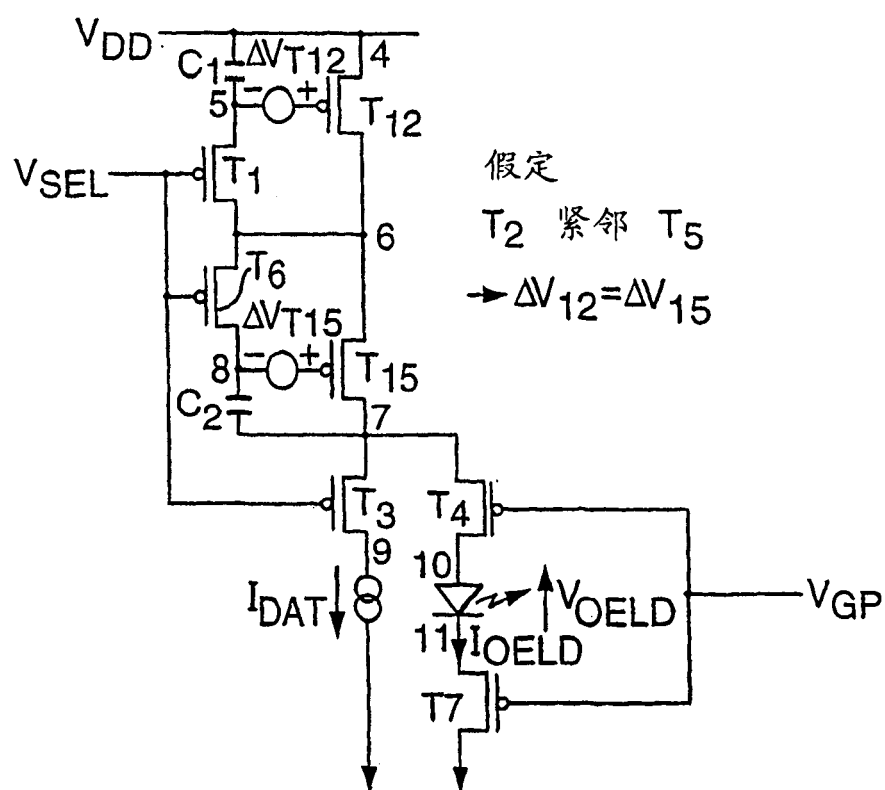 VDD
4
C1
ΔVT12
5
− +
T12
VSEL
T1
假定
T2 紧邻 T5
→ ΔV12=ΔV15
6
T6
ΔVT15
8
− +
T15
C2
7
T3
T4
9
10
IDAT
VOELD
VGP
11
IOELD
T7